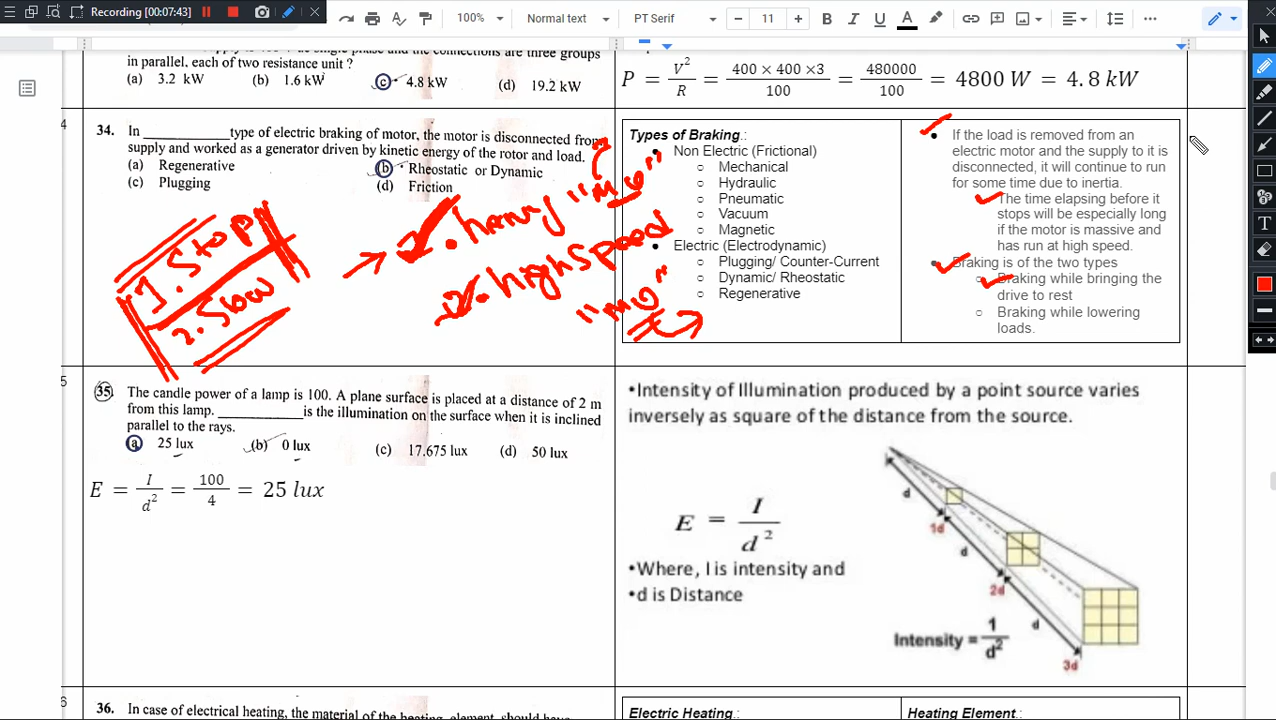 Recording 00:07:43
100%
Normal text
PT Serif
11
B I U A
in parallel, each of two resistance unit ?
(a) 3.2 kW (b) 1.6 kW (c) 4.8 kW (d) 19.2 kW
P = V² / R = 400 × 400 ×3 / 100 = 480000 / 100 = 4800 W = 4.8 kW
4
34. In ____________type of electric braking of motor, the motor is disconnected from
supply and worked as a generator driven by kinetic energy of the rotor and load.
(a) Regenerative (b) Rheostatic or Dynamic
(c) Plugging (d) Friction
1. Stop
2. Slow
1. heavy "m↑"
2. high speed
Types of Braking.:
● Non Electric (Frictional)
○ Mechanical
○ Hydraulic
○ Pneumatic
○ Vacuum
○ Magnetic
● Electric (Electrodynamic)
○ Plugging/ Counter-Current
○ Dynamic/ Rheostatic
○ Regenerative
● If the load is removed from an
electric motor and the supply to it is
disconnected, it will continue to run
for some time due to inertia.
The time elapsing before it
stops will be especially long
if the motor is massive and
has run at high speed.
● Braking is of the two types
○ Braking while bringing the
drive to rest
○ Braking while lowering
loads.
5
35. The candle power of a lamp is 100. A plane surface is placed at a distance of 2 m
from this lamp. ____________is the illumination on the surface when it is inclined
parallel to the rays.
(a) 25 lux (b) 0 lux (c) 17.675 lux (d) 50 lux
E = I / d² = 100 / 4 = 25 lux
•Intensity of Illumination produced by a point source varies
inversely as square of the distance from the source.
E = I / d²
•Where, I is intensity and
•d is Distance
d
1d
d
2d
d
3d
Intensity = 1 / d²
6
36. In case of electrical heating, the material of the heating element, should have
Electric Heating.:
Heating Element.: